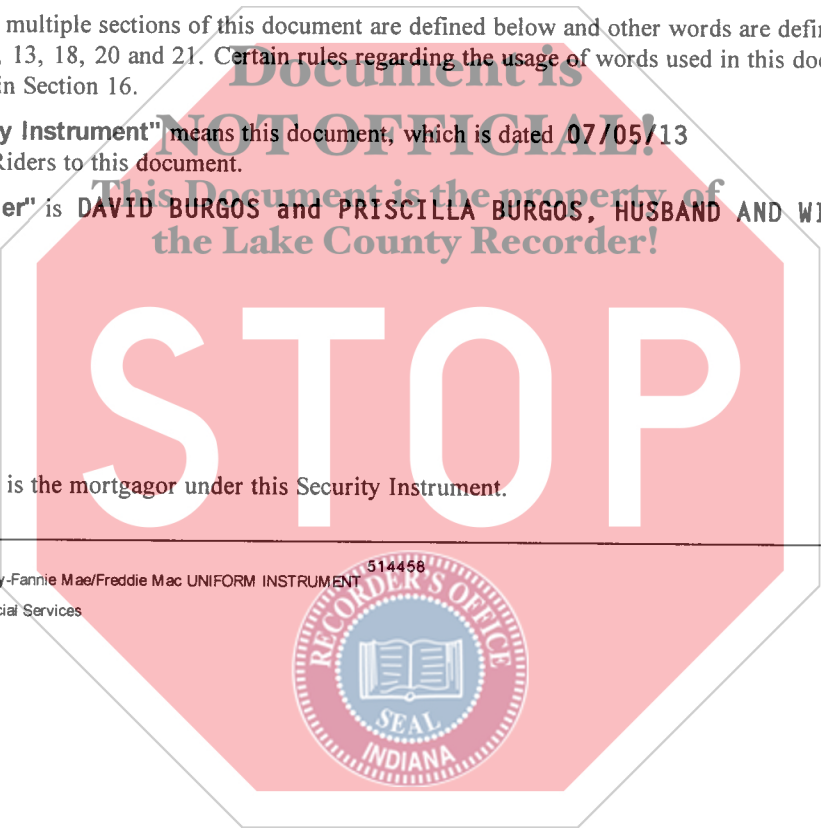 multiple sections of this document are defined below and other words are defin
, 13, 18, 20 and 21. Certain rules regarding the usage of words used in this doc
in Section 16.
Document is
y Instrument" means this document, which is dated 07/05/13
NOT OFFICIAL!
Riders to this document.
This Document is the property of
er" is DAVID BURGOS and PRISCILLA BURGOS, HUSBAND AND WI
the Lake County Recorder!
STOP
is the mortgagor under this Security Instrument.
514458
y-Fannie Mae/Freddie Mac UNIFORM INSTRUMENT
cial Services
RECORDER'S OFFICE
SEAL
INDIANA